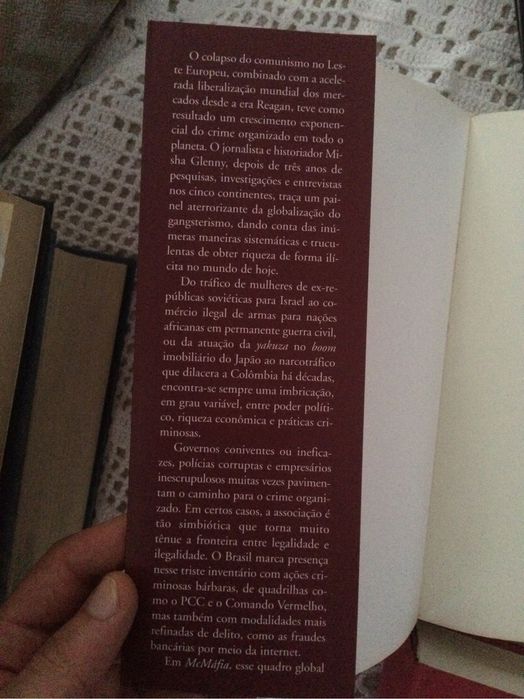 O colapso do comunismo no Les-
te Europeu, combinado com a acele-
rada liberalização mundial dos mer-
cados desde a era Reagan, teve como
resultado um crescimento exponen-
cial do crime organizado em todo o
planeta. O jornalista e historiador Mi-
sha Glenny, depois de três anos de
pesquisas, investigações e entrevistas
nos cinco continentes, traça um pai-
nel aterrorizante da globalização do
gangsterismo, dando conta das inú-
meras maneiras sistemáticas e trucu-
lentas de obter riqueza de forma ilí-
cita no mundo de hoje.
Do tráfico de mulheres de ex-re-
públicas soviéticas para Israel ao co-
mércio ilegal de armas para nações
africanas em permanente guerra civil,
ou da atuação da yakuza no boom
imobiliário do Japão ao narcotráfico
que dilacera a Colômbia há décadas,
encontra-se sempre uma imbricação,
em grau variável, entre poder políti-
co, riqueza econômica e práticas cri-
minosas.
Governos coniventes ou inefica-
zes, polícias corruptas e empresários
inescrupulosos muitas vezes pavimen-
tam o caminho para o crime organi-
zado. Em certos casos, a associação é
tão simbiótica que torna muito
tênue a fronteira entre legalidade e
ilegalidade. O Brasil marca presença
nesse triste inventário com ações cri-
minosas bárbaras, de quadrilhas co-
mo o PCC e o Comando Vermelho,
mas também com modalidades mais
refinadas de delito, como as fraudes
bancárias por meio da internet.
Em McMáfia, esse quadro global